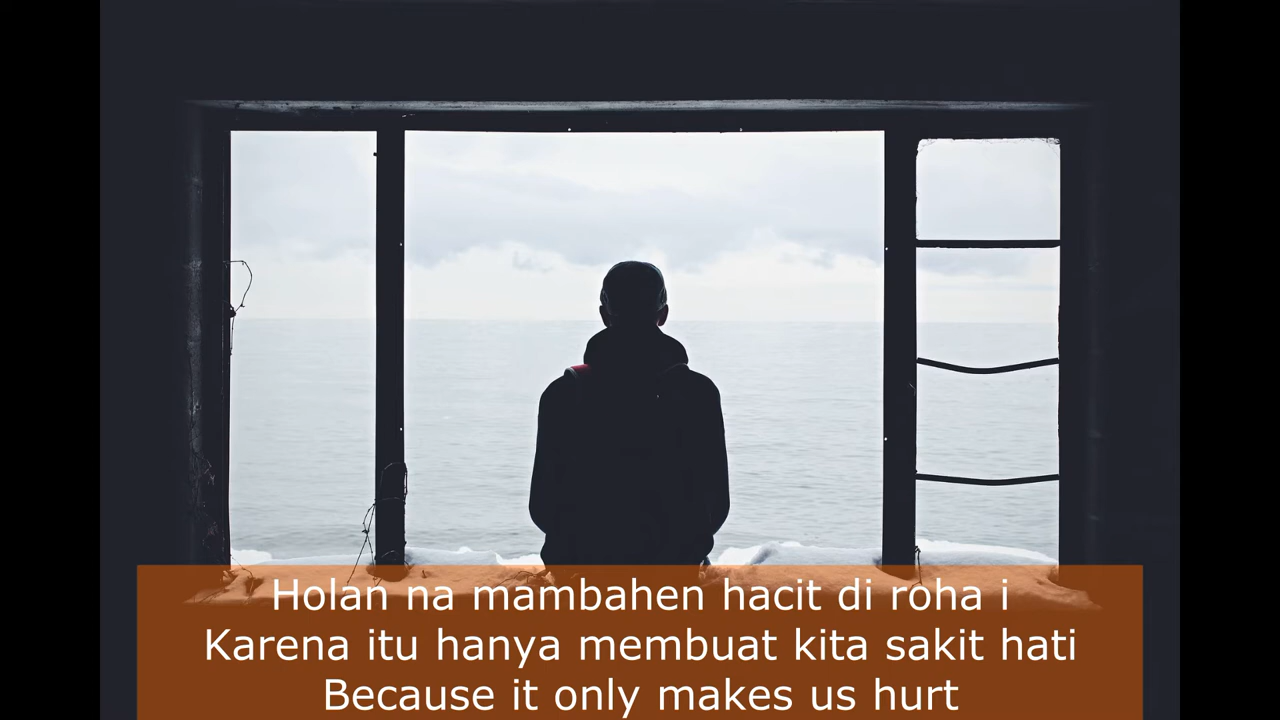 Holan na mambahen hacit di roha i
Karena itu hanya membuat kita sakit hati
Because it only makes us hurt